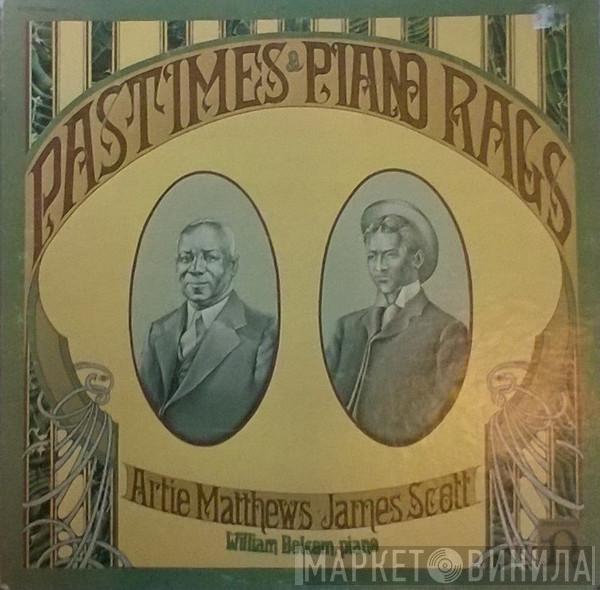 PASTIMES & PIANO RAGS
Artie Matthews · James Scott
William Bolcom, piano
МАРКЕТ ВИНИЛА